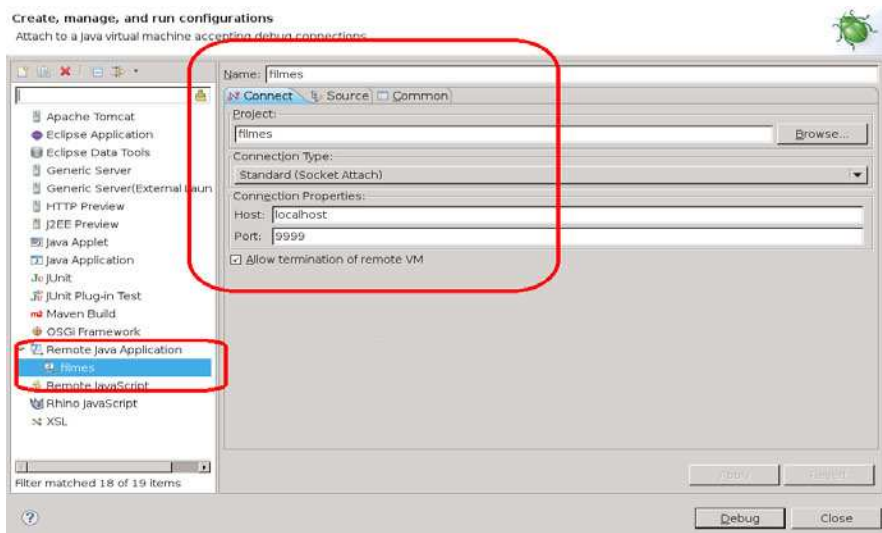 Create, manage, and run configurations
Attach to a Java virtual machine accepting debug connections
Name: filmes
Connect Source Common
Project:
filmes Browse...
Connection Type:
Standard (Socket Attach)
Connection Properties:
Host: localhost
Port: 9999
Allow termination of remote VM
Apache Tomcat
Eclipse Application
Eclipse Data Tools
Generic Server
Generic Server(External Laun
HTTP Preview
J2EE Preview
Java Applet
Java Application
JUnit
JUnit Plug-in Test
Maven Build
OSGi Framework
Remote Java Application
filmes
Remote JavaScript
Rhino JavaScript
XSL
Filter matched 18 of 19 items
Apply Revert
Debug Close